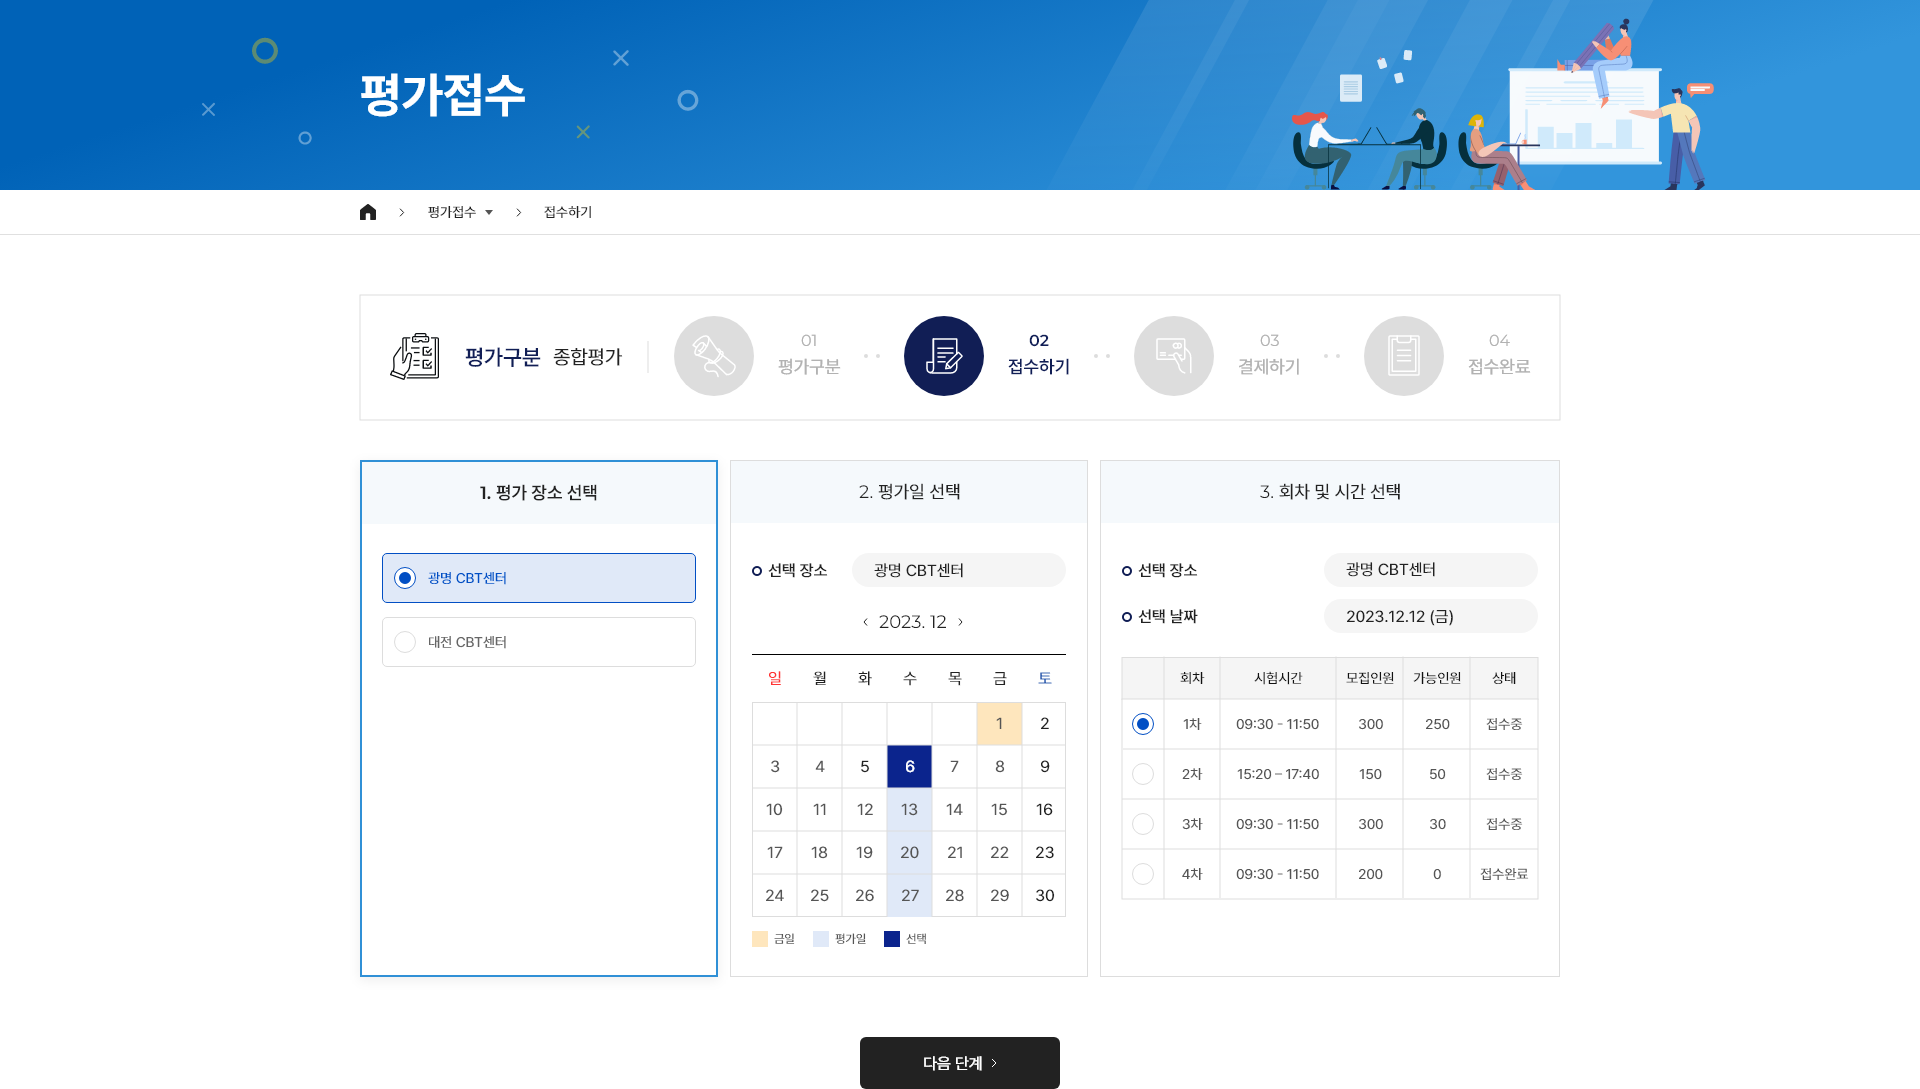 평가접수
평가접수 접수하기
평가구분 종합평가
01
평가구분
02
접수하기
03
결제하기
04
접수완료
1. 평가 장소 선택
광명 CBT센터
대전 CBT센터
2. 평가일 선택
선택 장소 광명 CBT센터
2023. 12
일 월 화 수 목 금 토
1 2
3 4 5 6 7 8 9
10 11 12 13 14 15 16
17 18 19 20 21 22 23
24 25 26 27 28 29 30
금일 평가일 선택
3. 회차 및 시간 선택
선택 장소 광명 CBT센터
선택 날짜 2023.12.12 (금)
회차 시험시간 모집인원 가능인원 상태
1차 09:30 - 11:50 300 250 접수중
2차 15:20 – 17:40 150 50 접수중
3차 09:30 - 11:50 300 30 접수중
4차 09:30 - 11:50 200 0 접수완료
다음 단계